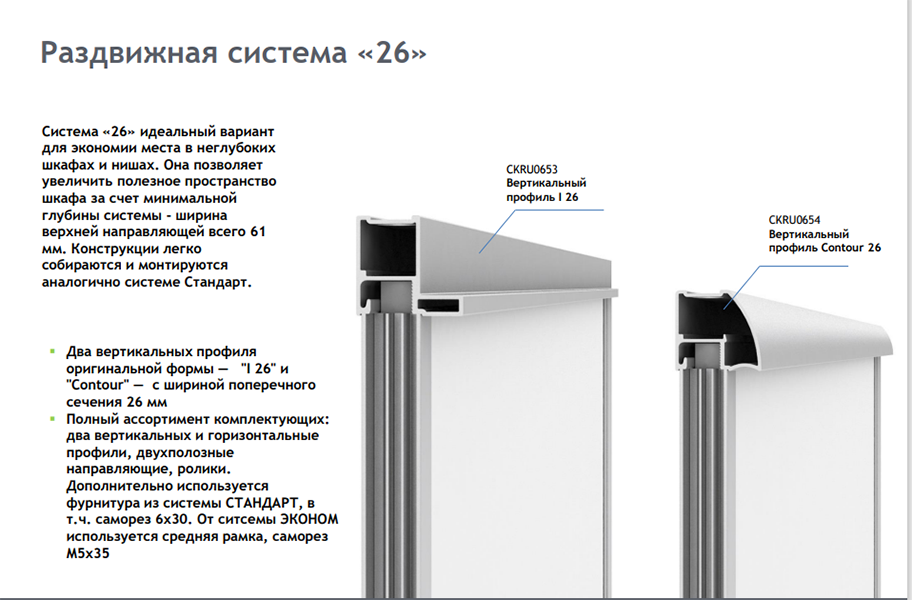 Раздвижная система «26»
Система «26» идеальный вариант
для экономии места в неглубоких
шкафах и нишах. Она позволяет
увеличить полезное пространство
шкафа за счет минимальной
глубины системы - ширина
верхней направляющей всего 61
мм. Конструкции легко
собираются и монтируются
аналогично системе Стандарт.
Два вертикальных профиля
оригинальной формы — "I 26" и
"Contour" — с шириной поперечного
сечения 26 мм
Полный ассортимент комплектующих:
два вертикальных и горизонтальные
профили, двухполозные
направляющие, ролики.
Дополнительно используется
фурнитура из системы СТАНДАРТ, в
т.ч. саморез 6х30. От ситсемы ЭКОНОМ
используется средняя рамка, саморез
М5х35
CKRU0653
Вертикальный
профиль I 26
CKRU0654
Вертикальный
профиль Contour 26